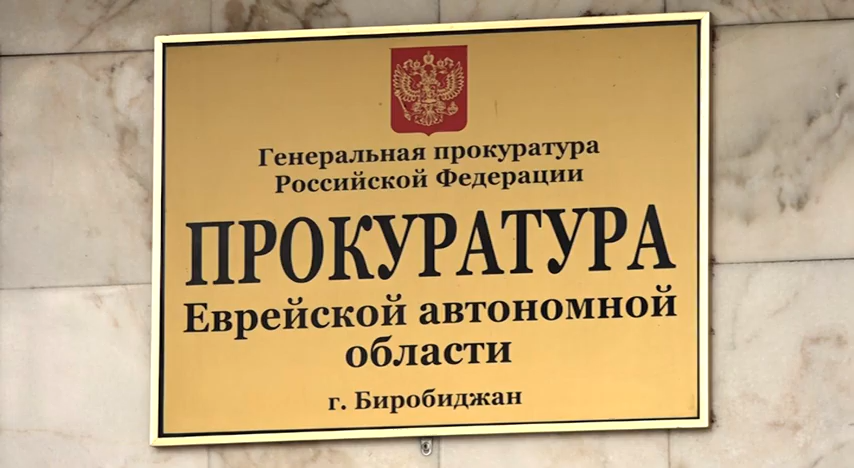 Генеральная прокуратура
Российской Федерации
ПРОКУРАТУРА
Еврейской автономной
области
г. Биробиджан